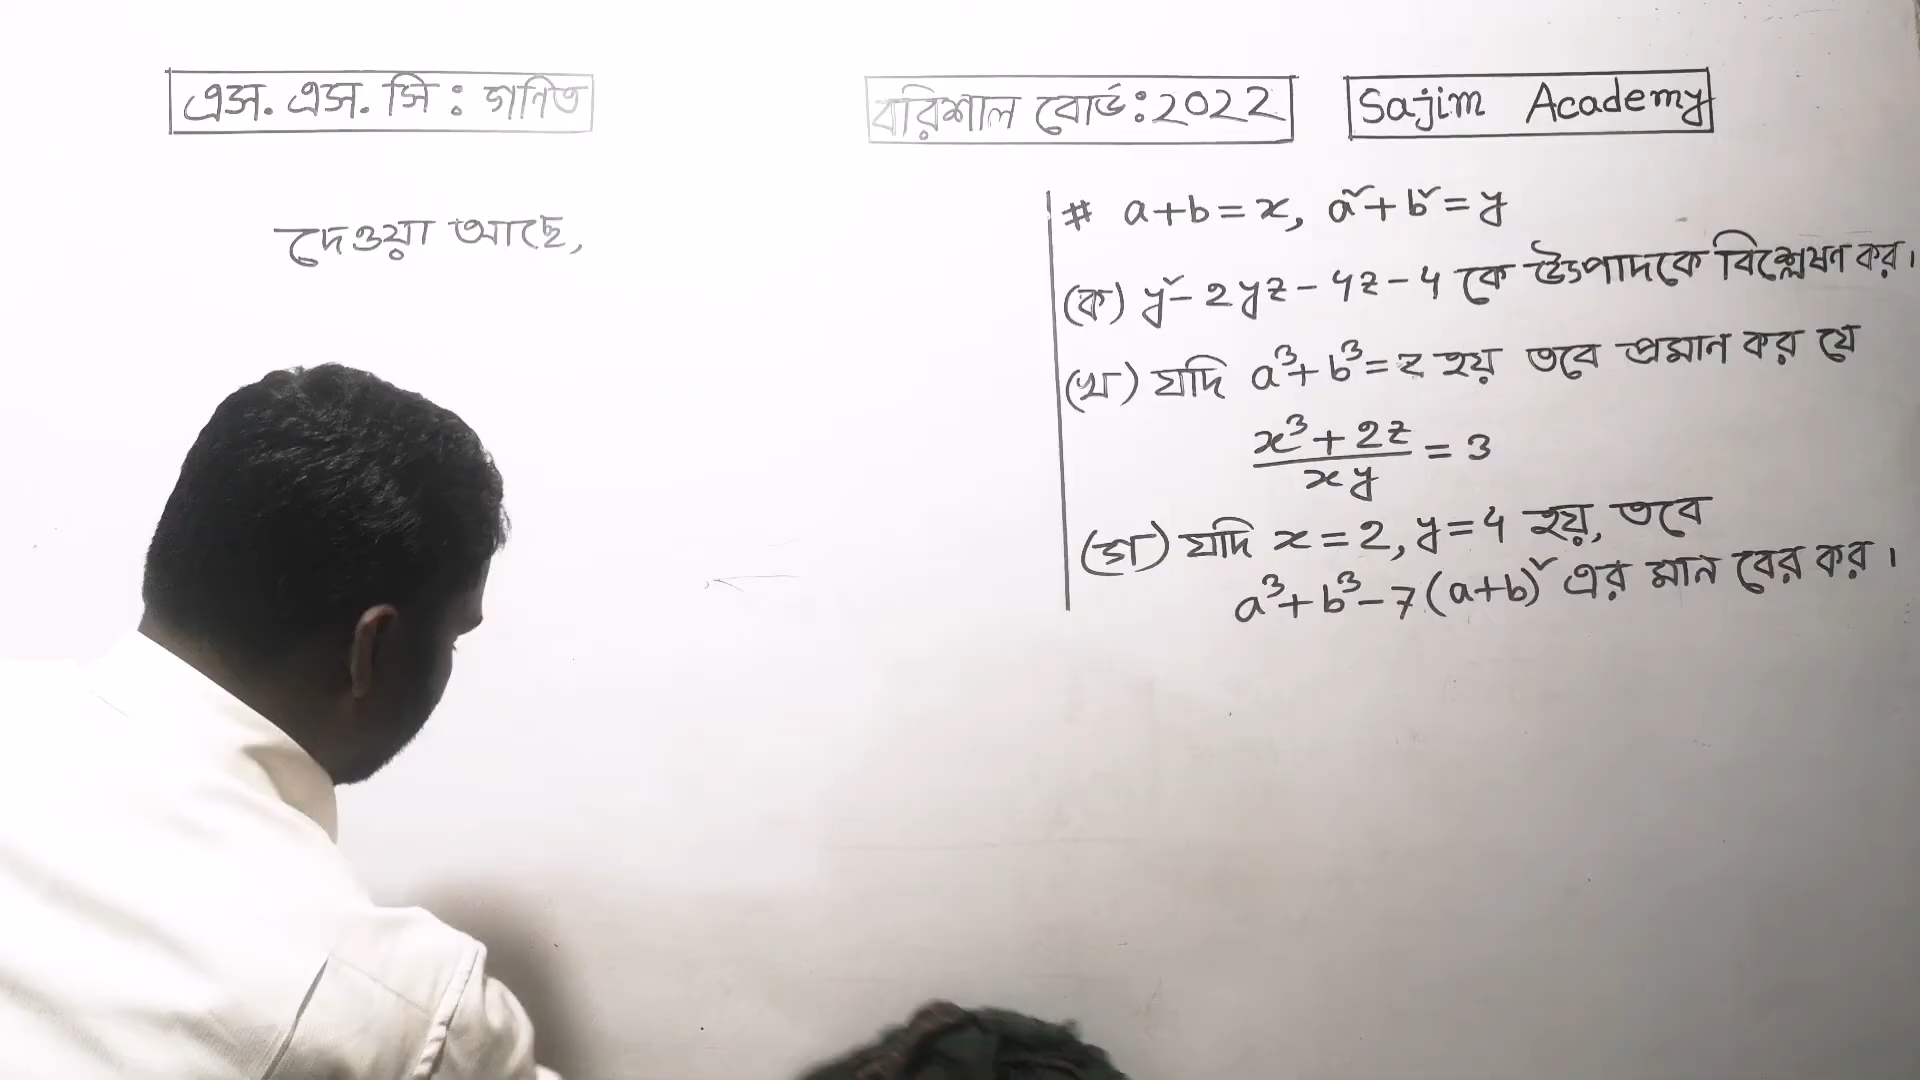 এস. এস. সি : গনিত
বরিশাল বোর্ড:২০২২
Sajim Academy
দেওয়া আছে,
# a+b=x, a²+b²=y
(ক) y²-2yz-4z-4 কে উৎপাদকে বিশ্লেষন কর।
(খ) যদি a³+b³=z হয় তবে প্রমান কর যে
x³+2z/xy = 3
(গ) যদি x=2, y=4 হয়, তবে
a³+b³-7(a+b)² এর মান বের কর।